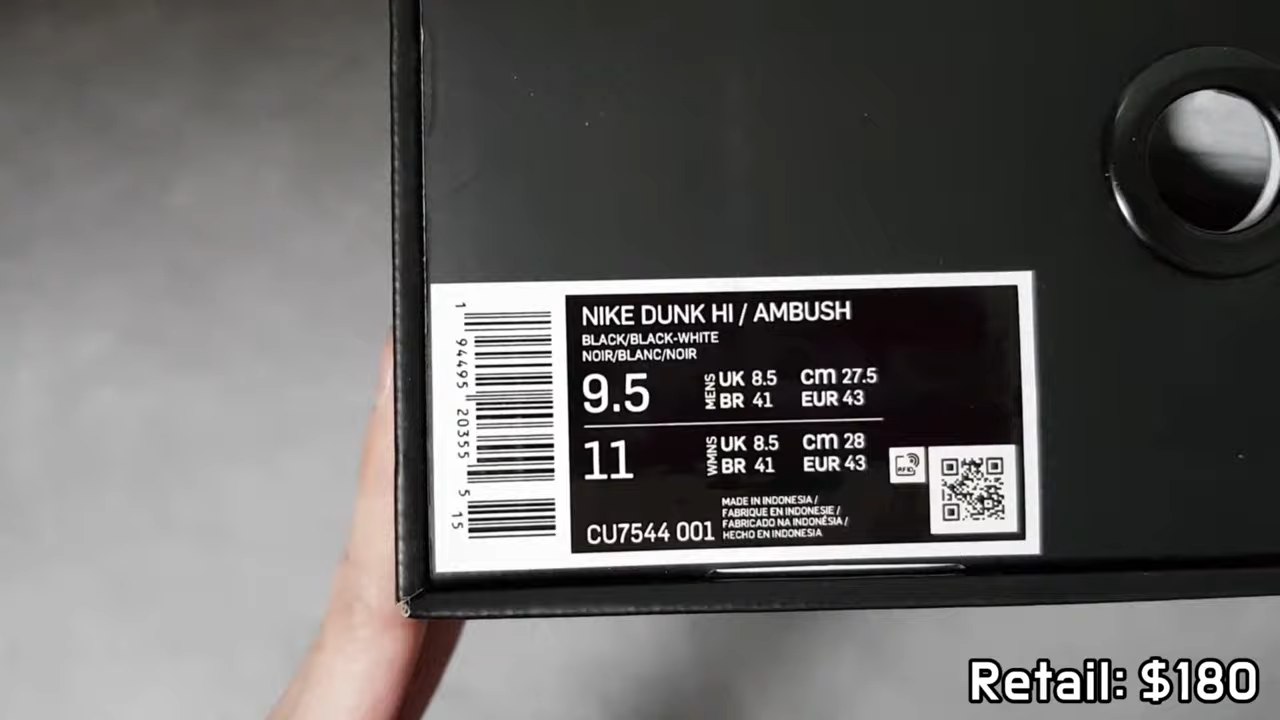 NIKE DUNK HI / AMBUSH
BLACK/BLACK-WHITE
NOIR/BLANC/NOIR
9.5 MENS UK 8.5 cm 27.5
BR 41 EUR 43
11 WMNS UK 8.5 cm 28
BR 41 EUR 43
RFID
CU7544 001
MADE IN INDONESIA /
FABRIQUE EN INDONESIE /
FABRICADO NA INDONÉSIA /
HECHO EN INDONESIA
1 94495 20355 5 15
Retail: $180